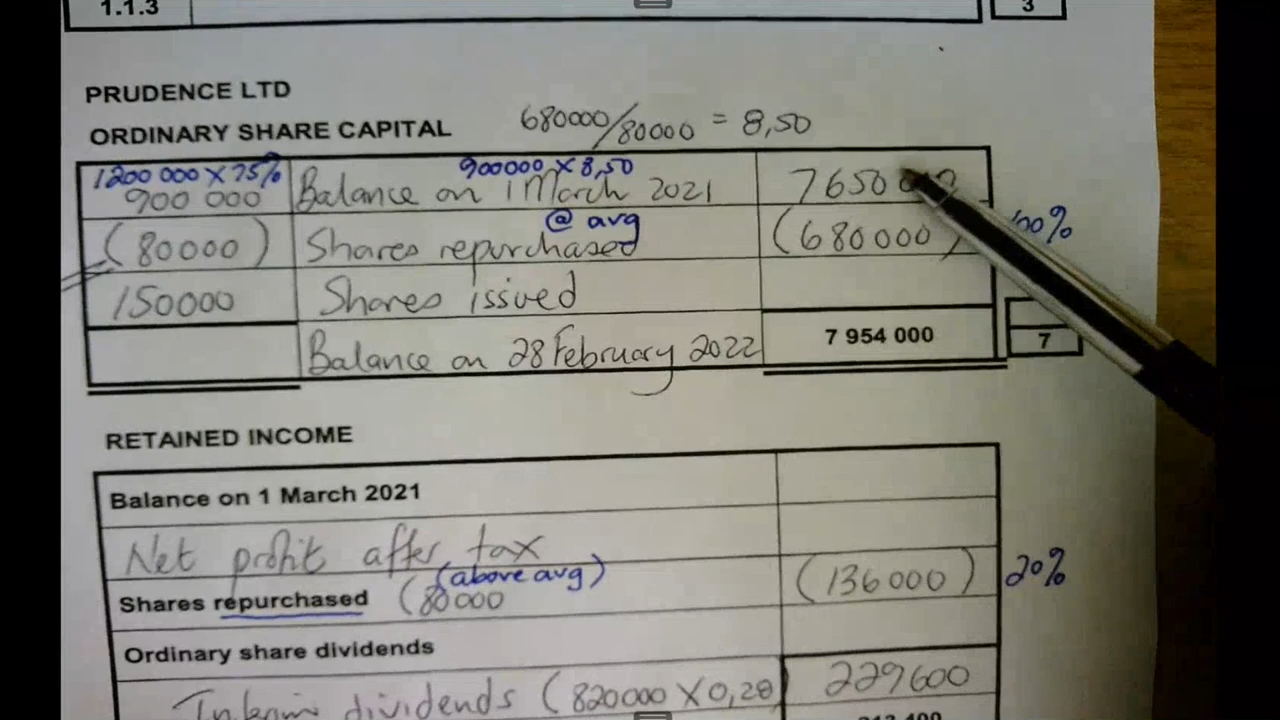 1.1.3
3
PRUDENCE LTD
ORDINARY SHARE CAPITAL 680000/80000 = 8,50
1200 000 X 75% 900000 X 8,50
900 000 Balance on 1 March 2021 7650
@ avg
(80000) Shares repurchased (680000) 100%
150000 Shares issued
Balance on 28 February 2022 7 954 000 7
RETAINED INCOME
Balance on 1 March 2021
Net profit after tax
(above avg)
Shares repurchased (80000 (136000) 20%
Ordinary share dividends
Interim dividends (820000 X 0,28) 229600